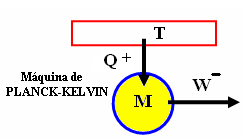 T
Q +
Máquina de
PLANCK-KELVIN
M
W -